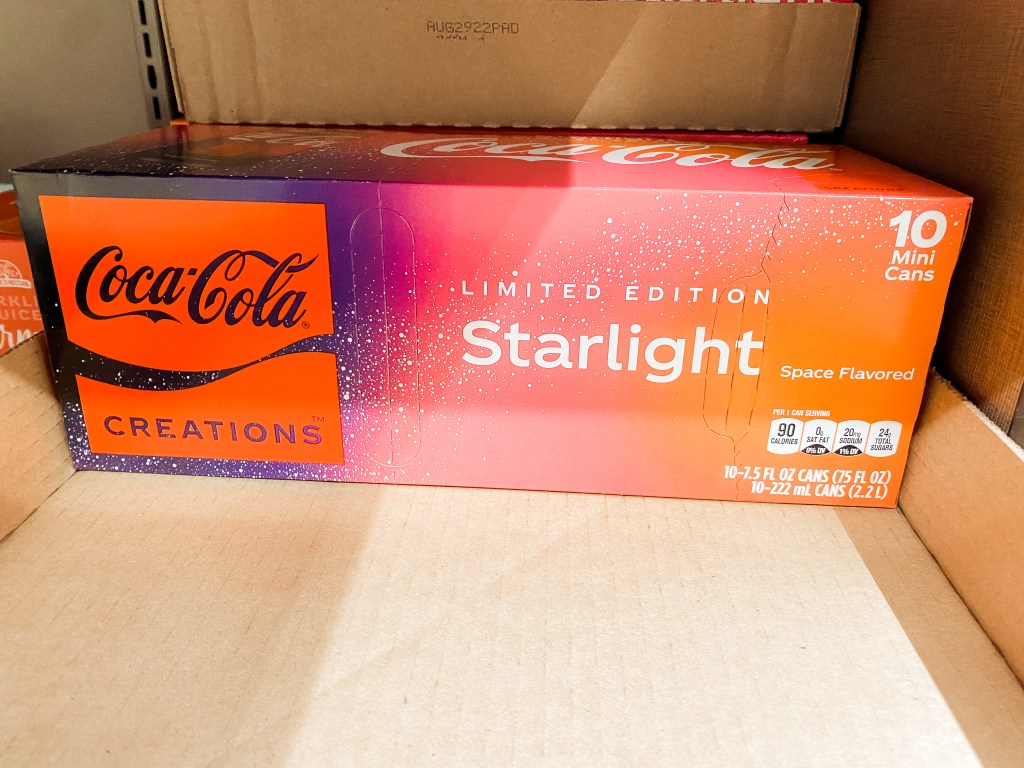 AUG2922PAD
Coca-Cola
CREATIONS
Coca-Cola®
CREATIONS™
LIMITED EDITION
Starlight
Space Flavored
10
Mini
Cans
PER 1 CAN SERVING
90
CALORIES
0g
SAT FAT
0% DV
20mg
SODIUM
1% DV
24g
TOTAL
SUGARS
10-7.5 FL OZ CANS (75 FL OZ)
10-222 mL CANS (2.2 L)